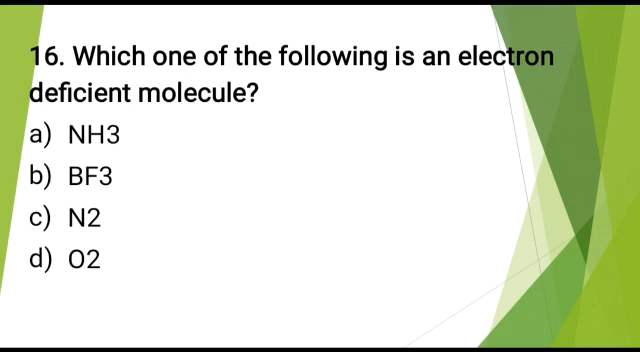 16. Which one of the following is an electron
deficient molecule?
a) NH3
b) BF3
c) N2
d) O2